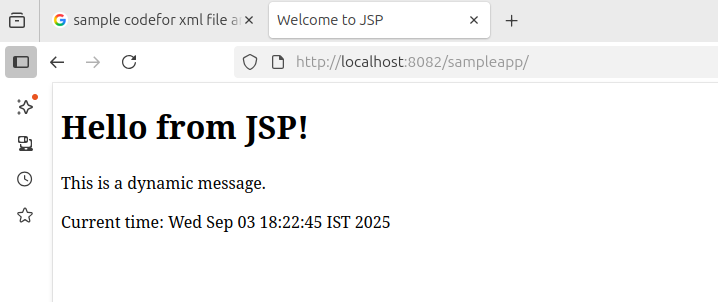 sample codefor xml file a
Welcome to JSP
http://localhost:8082/sampleapp/
Hello from JSP!
This is a dynamic message.
Current time: Wed Sep 03 18:22:45 IST 2025